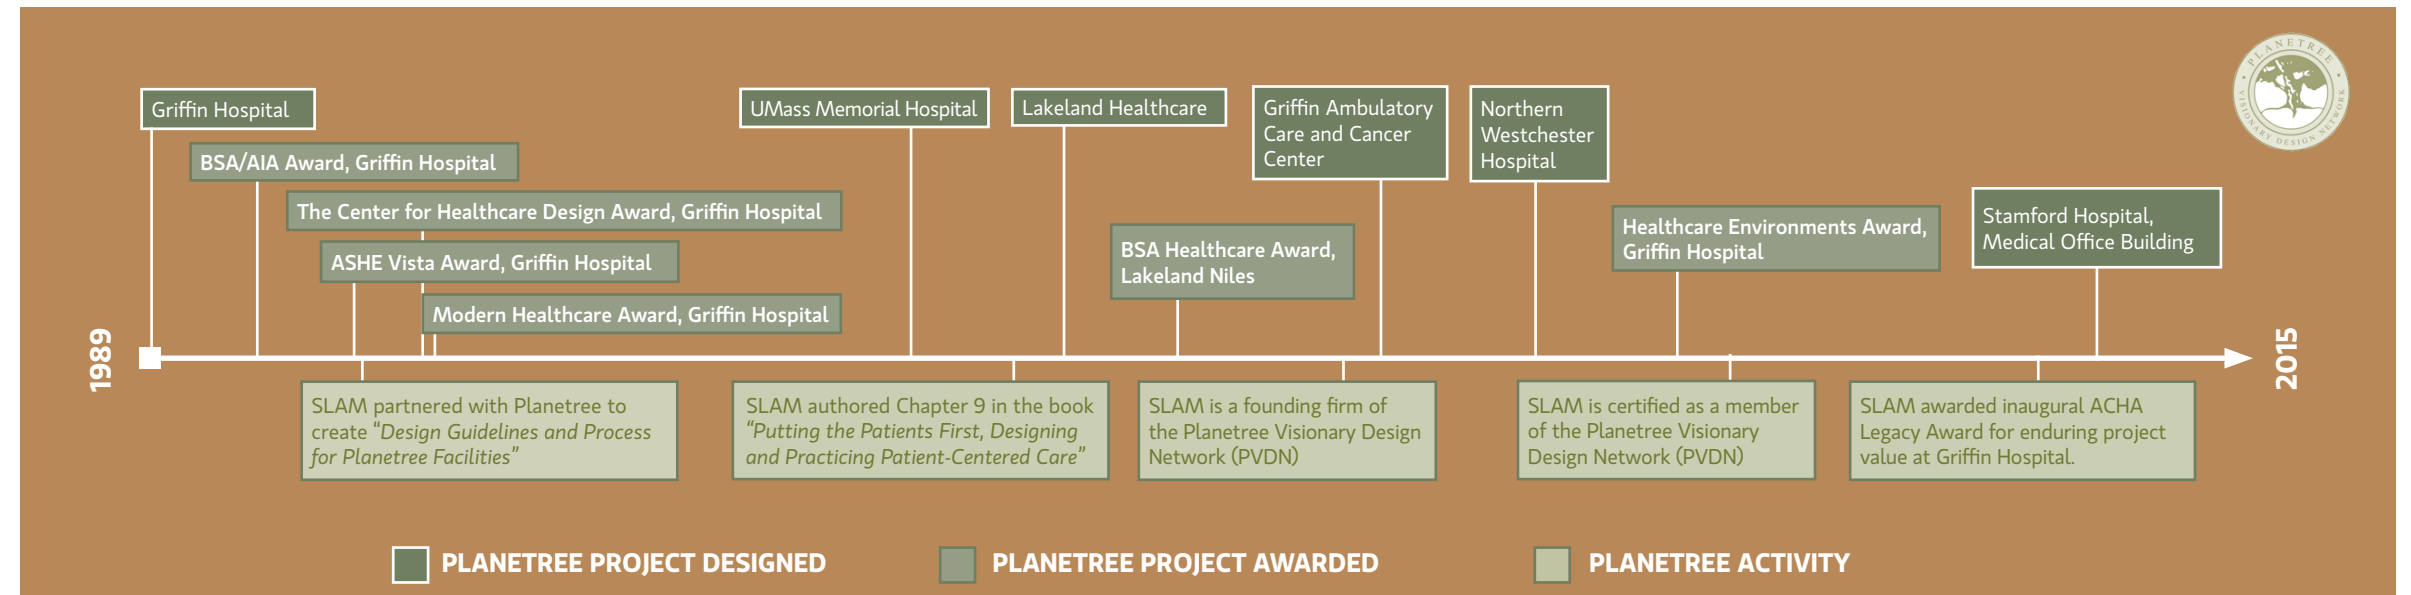 Griffin Hospital
BSA/AIA Award, Griffin Hospital
The Center for Healthcare Design Award, Griffin Hospital
ASHE Vista Award, Griffin Hospital
Modern Healthcare Award, Griffin Hospital
UMass Memorial Hospital
Lakeland Healthcare
BSA Healthcare Award,
Lakeland Niles
Griffin Ambulatory
Care and Cancer
Center
Northern
Westchester
Hospital
Healthcare Environments Award,
Griffin Hospital
Stamford Hospital,
Medical Office Building
PLANETREE
VISIONARY DESIGN NETWORK
1989
2015
SLAM partnered with Planetree to
create “Design Guidelines and Process
for Planetree Facilities”
SLAM authored Chapter 9 in the book
“Putting the Patients First, Designing
and Practicing Patient-Centered Care”
SLAM is a founding firm of
the Planetree Visionary Design
Network (PVDN)
SLAM is certified as a member
of the Planetree Visionary
Design Network (PVDN)
SLAM awarded inaugural ACHA
Legacy Award for enduring project
value at Griffin Hospital.
PLANETREE PROJECT DESIGNED
PLANETREE PROJECT AWARDED
PLANETREE ACTIVITY